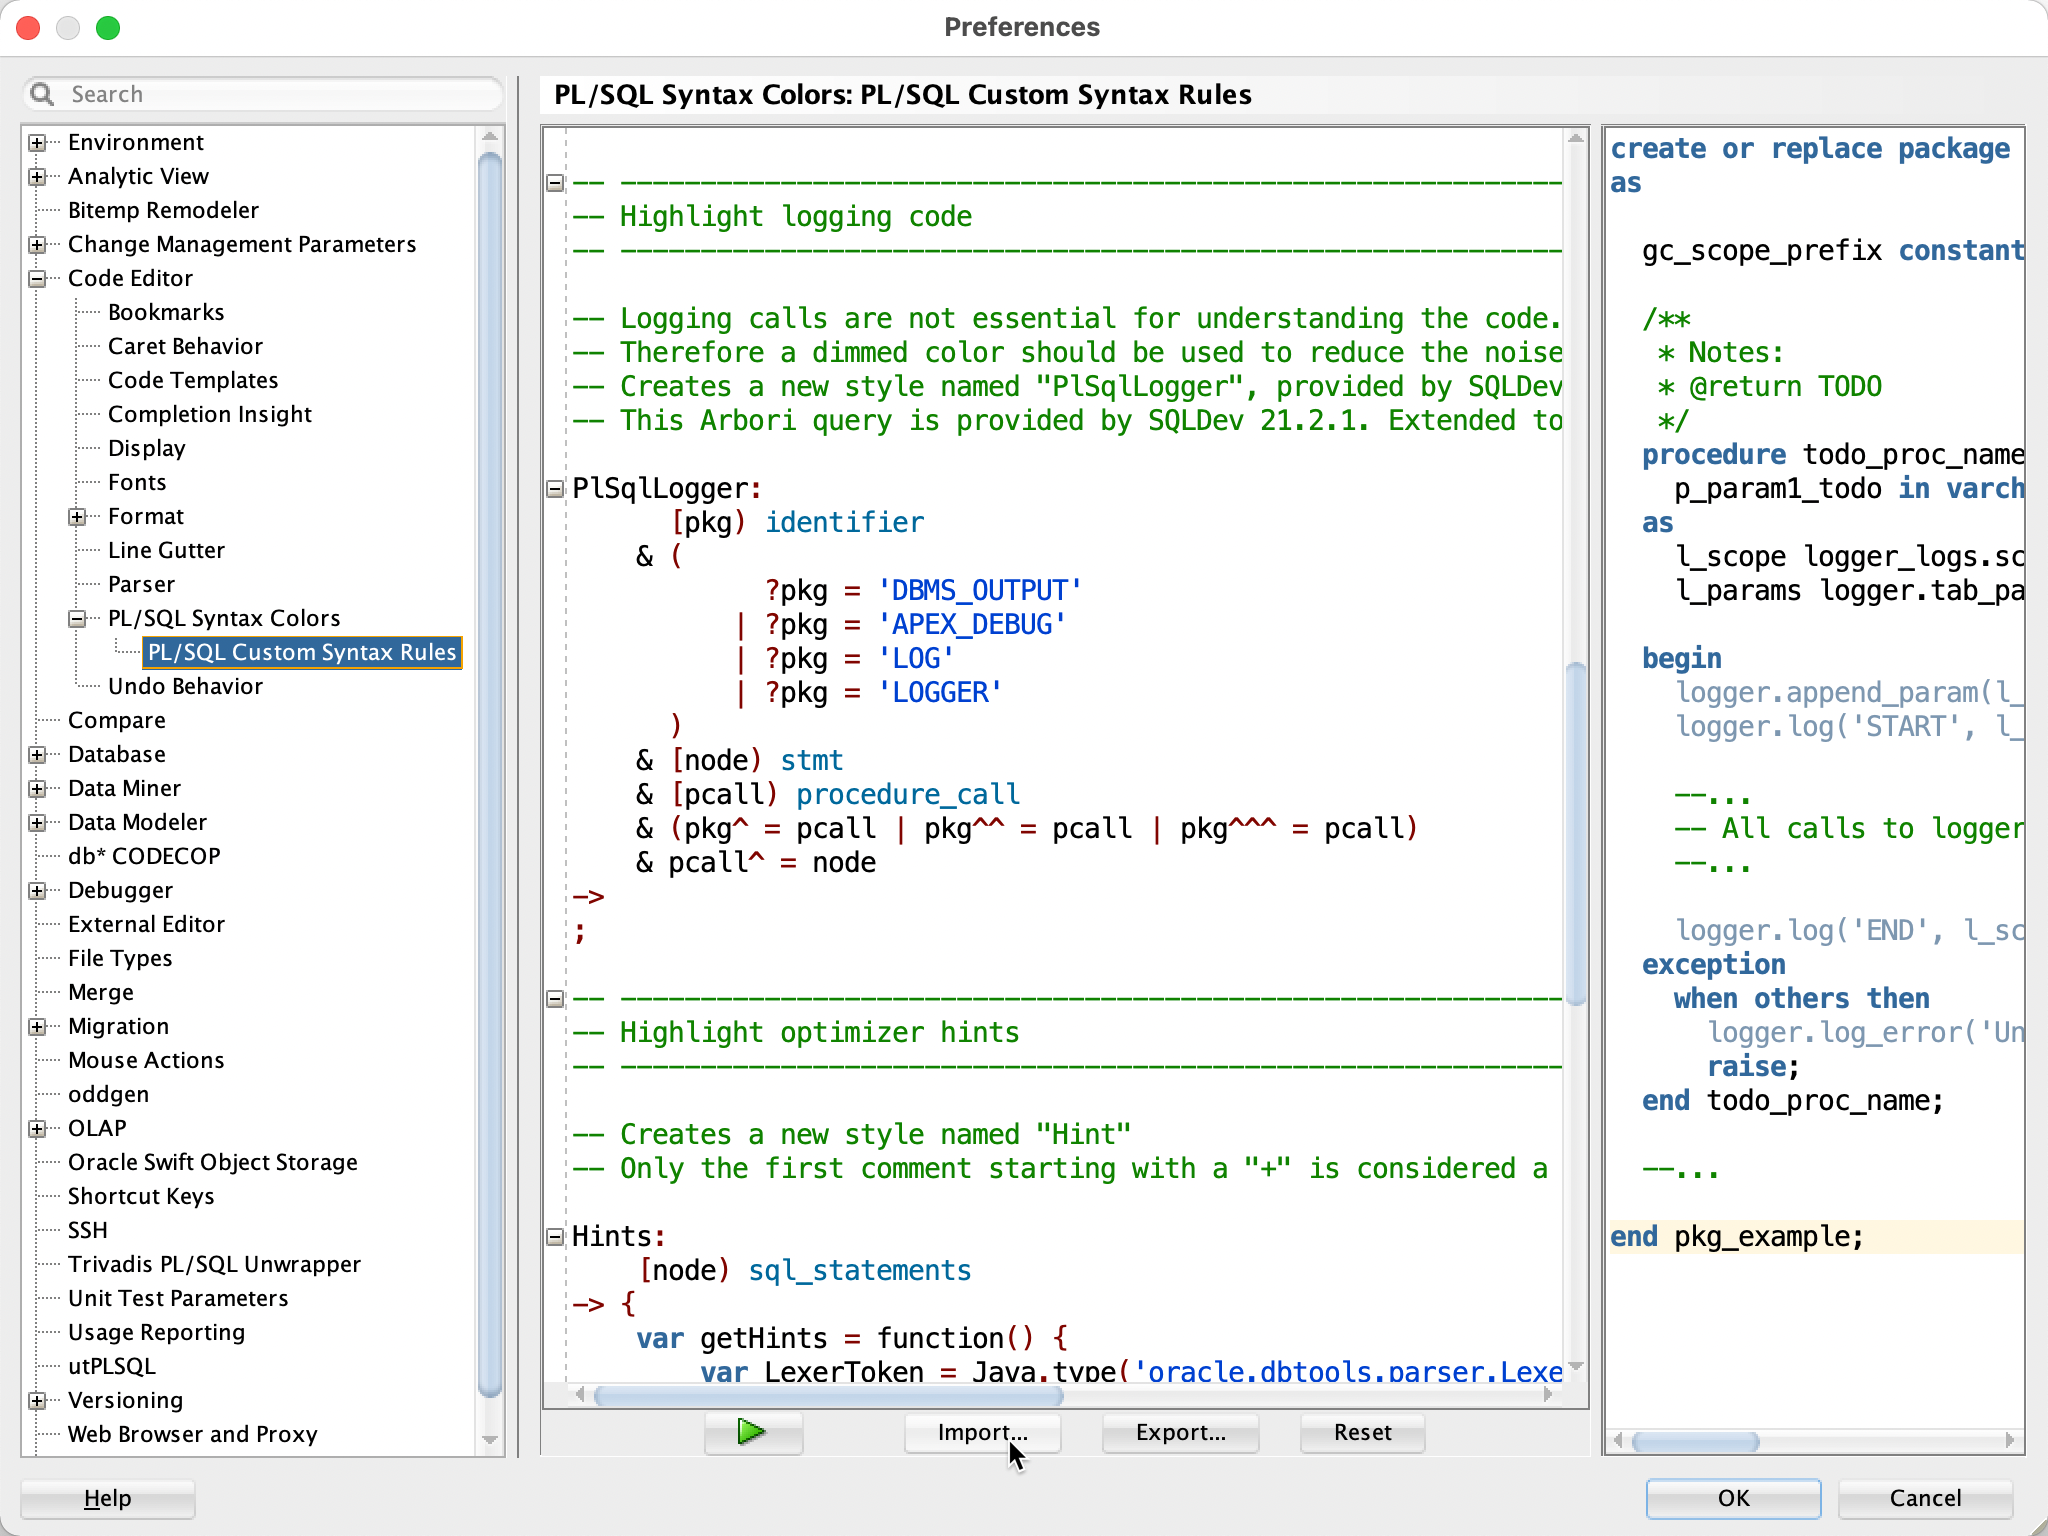 Preferences
Search
Environment
Analytic View
Bitemp Remodeler
Change Management Parameters
Code Editor
Bookmarks
Caret Behavior
Code Templates
Completion Insight
Display
Fonts
Format
Line Gutter
Parser
PL/SQL Syntax Colors
PL/SQL Custom Syntax Rules
Undo Behavior
Compare
Database
Data Miner
Data Modeler
db* CODECOP
Debugger
External Editor
File Types
Merge
Migration
Mouse Actions
oddgen
OLAP
Oracle Swift Object Storage
Shortcut Keys
SSH
Trivadis PL/SQL Unwrapper
Unit Test Parameters
Usage Reporting
utPLSQL
Versioning
Web Browser and Proxy
PL/SQL Syntax Colors: PL/SQL Custom Syntax Rules
-- -----------------------------------------------------------
-- Highlight logging code
-- -----------------------------------------------------------
-- Logging calls are not essential for understanding the code.
-- Therefore a dimmed color should be used to reduce the noise
-- Creates a new style named "PlSqlLogger", provided by SQLDev
-- This Arbori query is provided by SQLDev 21.2.1. Extended to
PlSqlLogger:
[pkg) identifier
& (
?pkg = 'DBMS_OUTPUT'
| ?pkg = 'APEX_DEBUG'
| ?pkg = 'LOG'
| ?pkg = 'LOGGER'
)
& [node) stmt
& [pcall) procedure_call
& (pkg^ = pcall | pkg^^ = pcall | pkg^^^ = pcall)
& pcall^ = node
->
;
-- -----------------------------------------------------------
-- Highlight optimizer hints
-- -----------------------------------------------------------
-- Creates a new style named "Hint"
-- Only the first comment starting with a "+" is considered a
Hints:
[node) sql_statements
-> {
var getHints = function() {
var LexerToken = Java.type('oracle.dbtools.parser.Lexe
Import...
Export...
Reset
create or replace package
as
gc_scope_prefix constant
/**
* Notes:
* @return TODO
*/
procedure todo_proc_name
p_param1_todo in varch
as
l_scope logger_logs.sc
l_params logger.tab_pa
begin
logger.append_param(l_
logger.log('START', l_
--...
-- All calls to logger
--...
logger.log('END', l_sc
exception
when others then
logger.log_error('Un
raise;
end todo_proc_name;
--...
end pkg_example;
Help
OK
Cancel